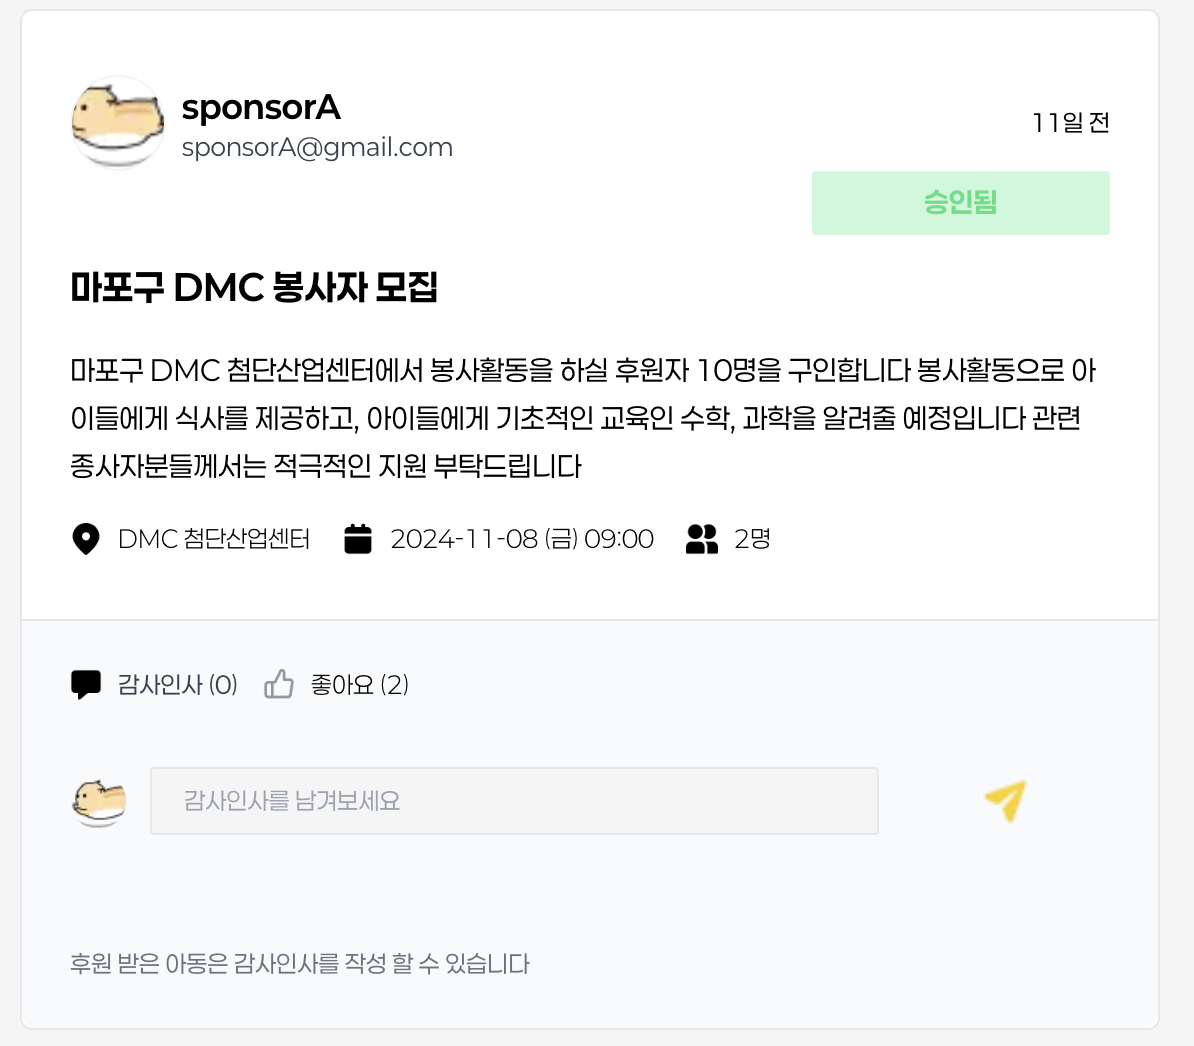 sponsorA
sponsorA@gmail.com
11일 전
승인됨
마포구 DMC 봉사자 모집
마포구 DMC 첨단산업센터에서 봉사활동을 하실 후원자 10명을 구인합니다 봉사활동으로 아
이들에게 식사를 제공하고, 아이들에게 기초적인 교육인 수학, 과학을 알려줄 예정입니다 관련
종사자분들께서는 적극적인 지원 부탁드립니다
DMC 첨단산업센터 2024-11-08 (금) 09:00 2명
감사인사 (0) 좋아요 (2)
감사인사를 남겨보세요
후원 받은 아동은 감사인사를 작성 할 수 있습니다